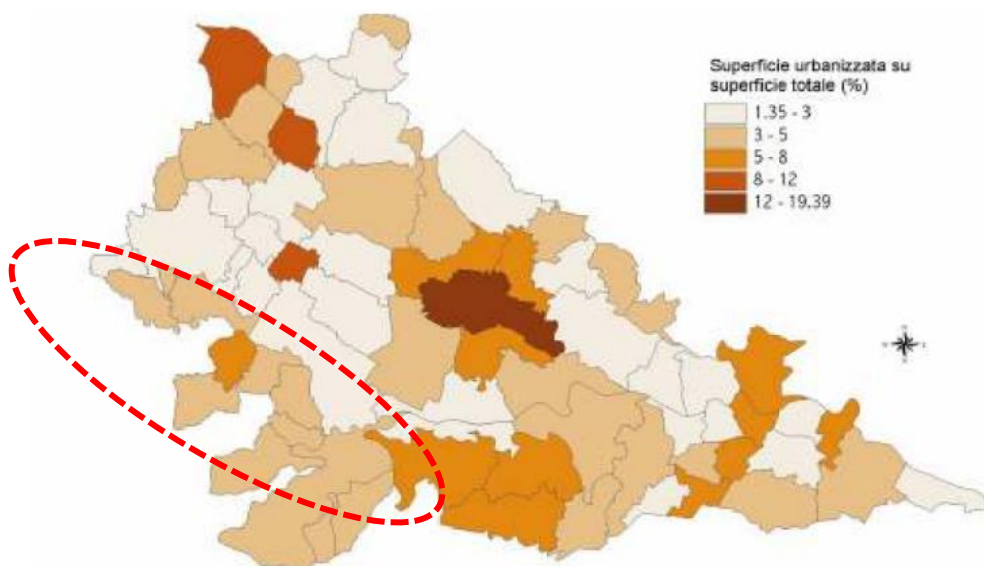 Superficie urbanizzata su
superficie totale (%)
1.35 - 3
3 - 5
5 - 8
8 - 12
12 - 19.39